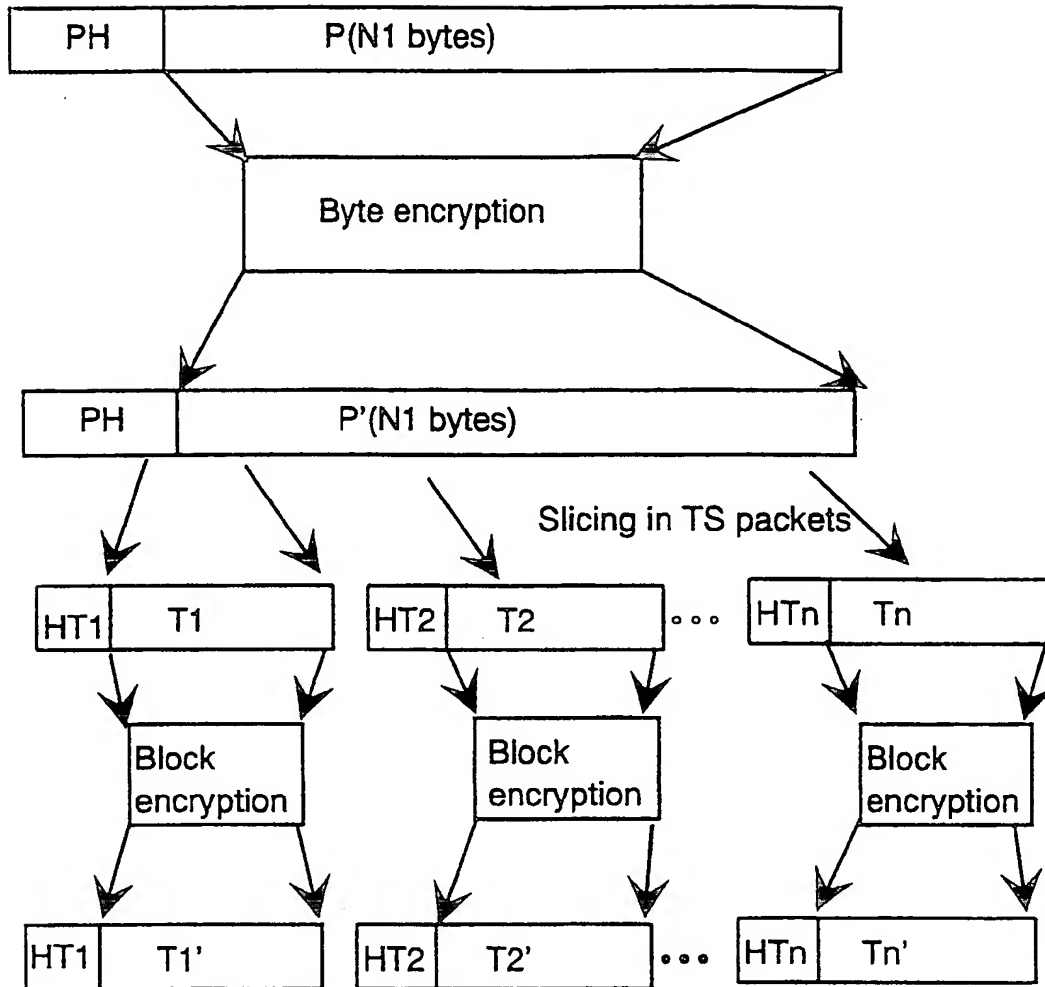 PH P(N1 bytes)
Byte encryption
PH P'(N1 bytes)
Slicing in TS packets
HT1 T1 HT2 T2 HTn Tn
Block encryption
Block encryption
Block encryption
HT1 T1' HT2 T2' HTn Tn'